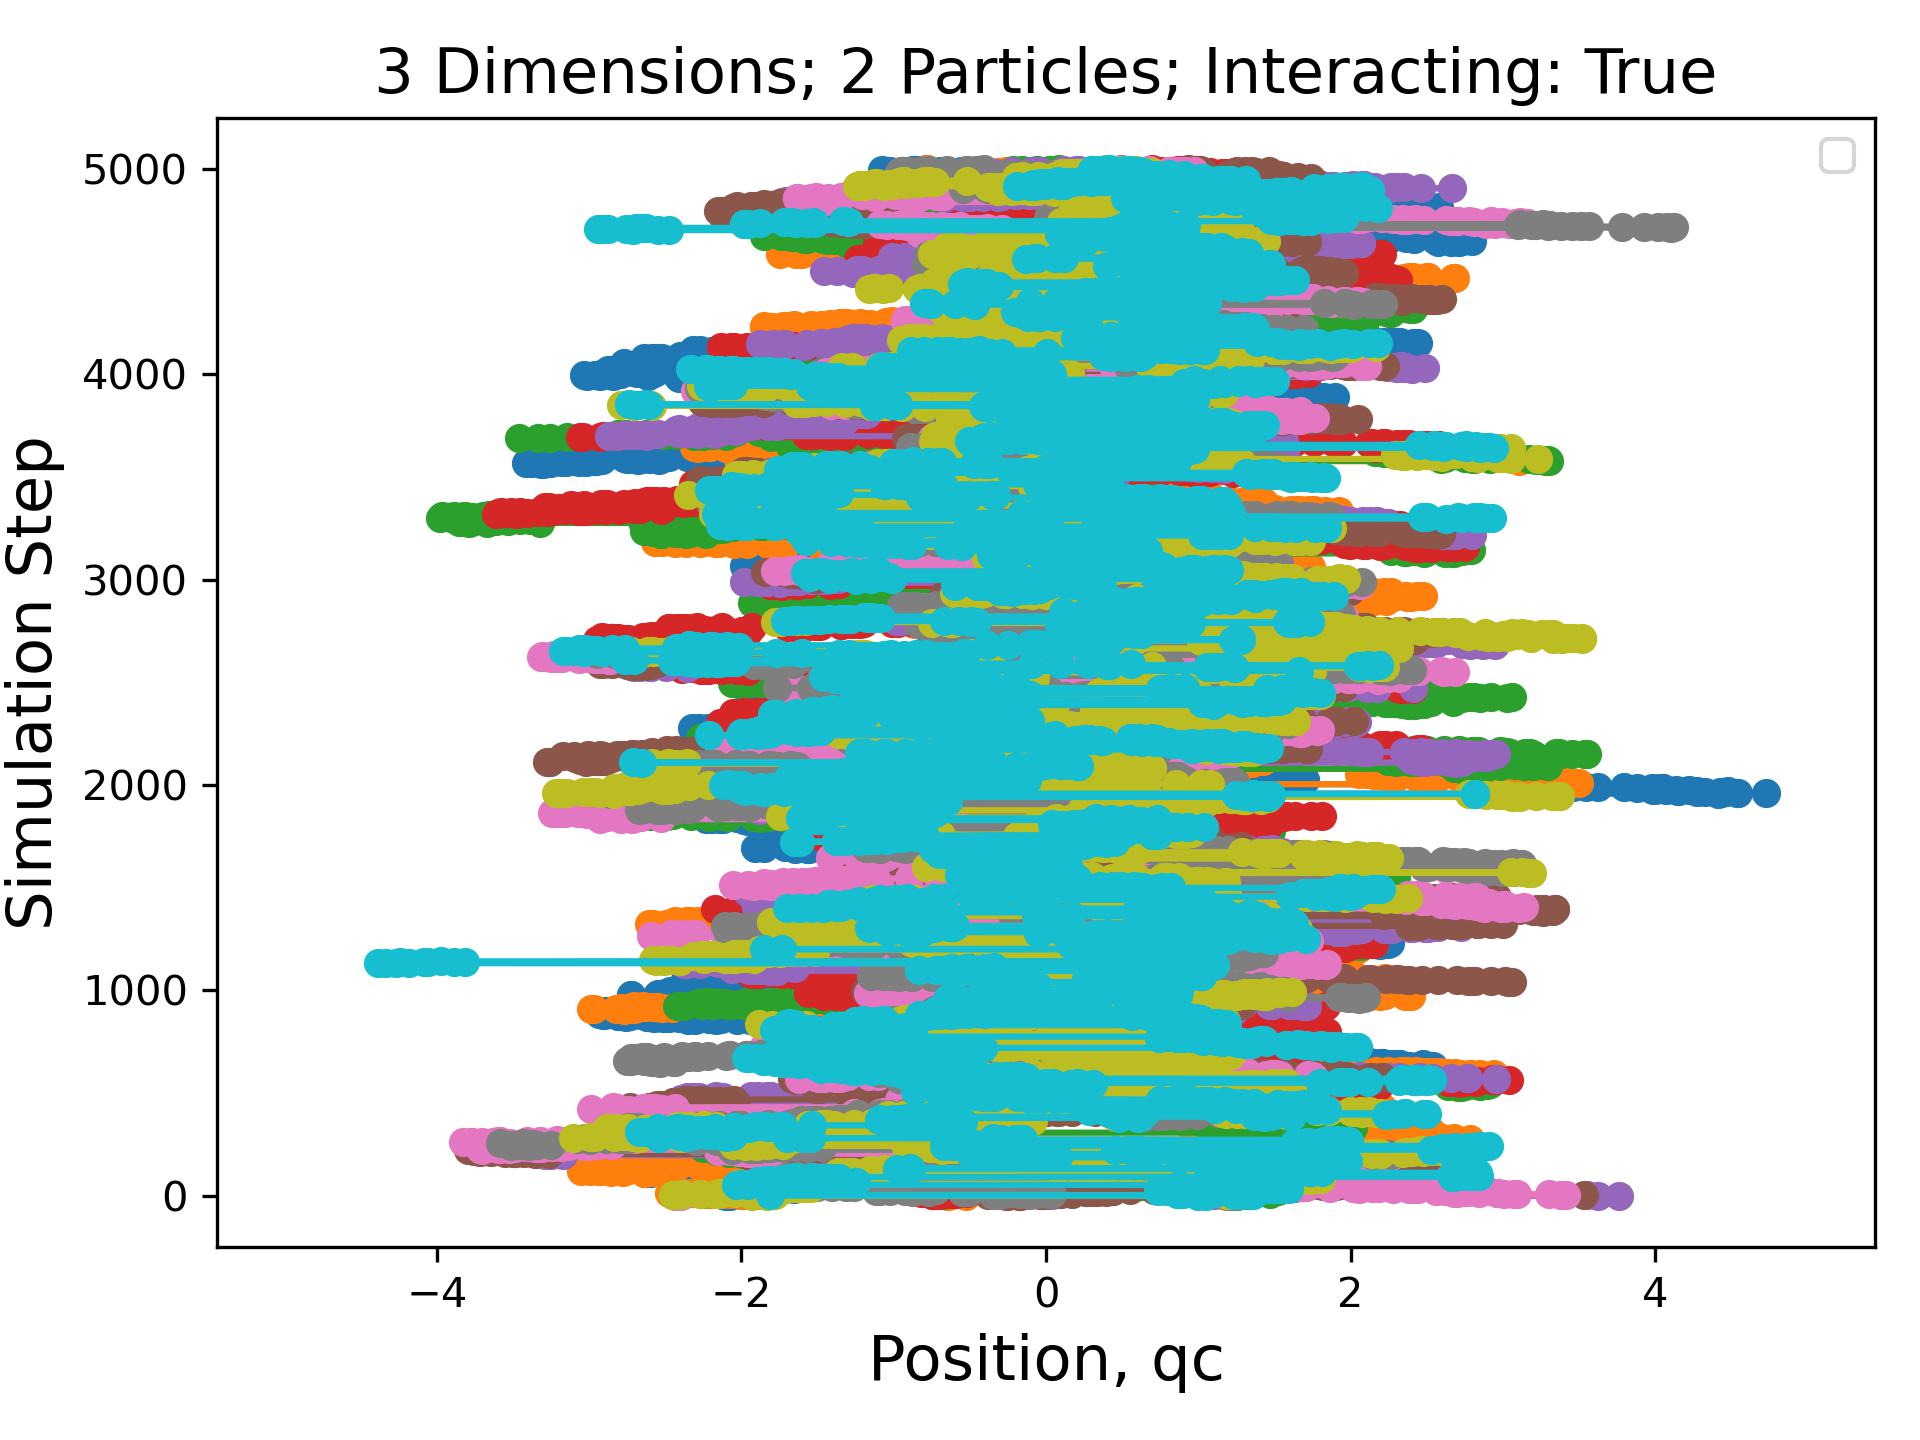 3 Dimensions; 2 Particles; Interacting: True
Simulation Step
5000
4000
3000
2000
1000
0
−4 −2 0 2 4
Position, qc